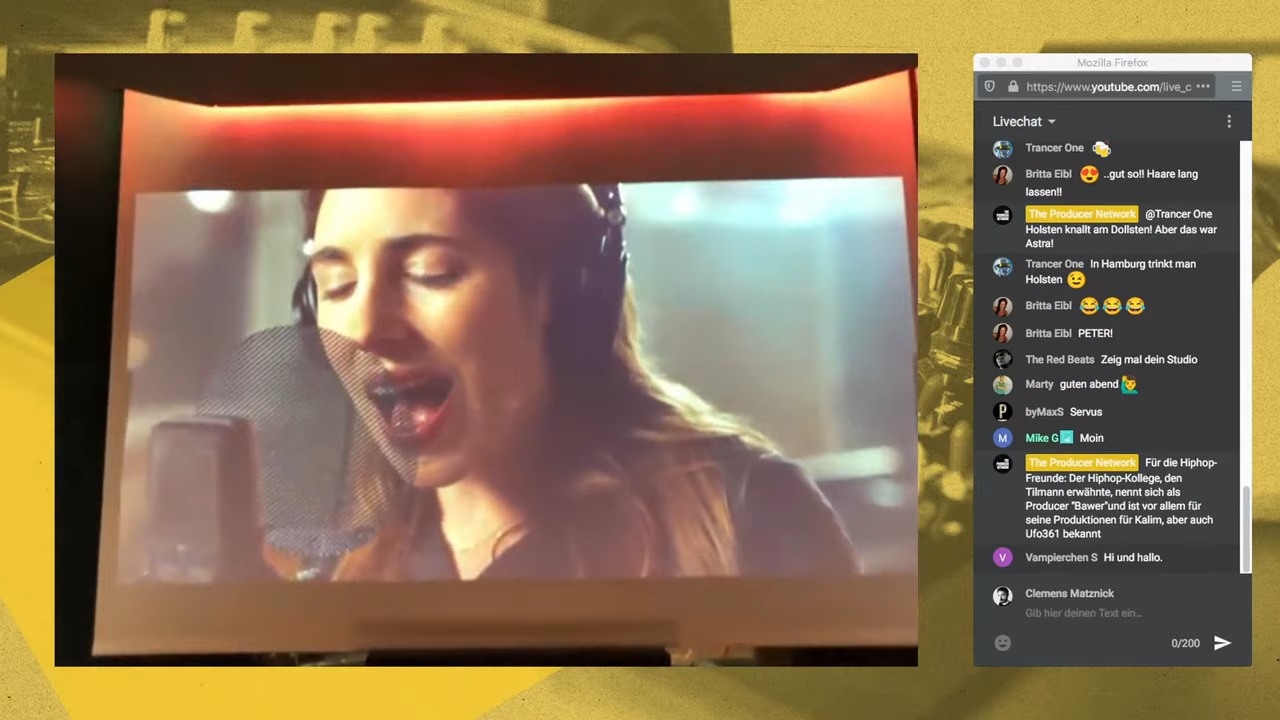 Mozilla Firefox
https://www.youtube.com/live_c
Livechat
Trancer One
Britta Eibl 😍 ..gut so!! Haare lang
lassen!!
The Producer Network @Trancer One
Holsten knallt am Dollsten! Aber das war
Astra!
Trancer One In Hamburg trinkt man
Holsten 😉
Britta Eibl 😂 😂 😂
Britta Eibl PETER!
The Red Beats Zeig mal dein Studio
Marty guten abend 🙋‍♂️
byMaxS Servus
M Mike G Moin
The Producer Network Für die Hiphop-
Freunde: Der Hiphop-Kollege, den
Tilmann erwähnte, nennt sich als
Producer "Bawer"und ist vor allem für
seine Produktionen für Kalim, aber auch
Ufo361 bekannt
V Vampierchen S Hi und hallo.
Clemens Matznick
Gib hier deinen Text ein...
0/200